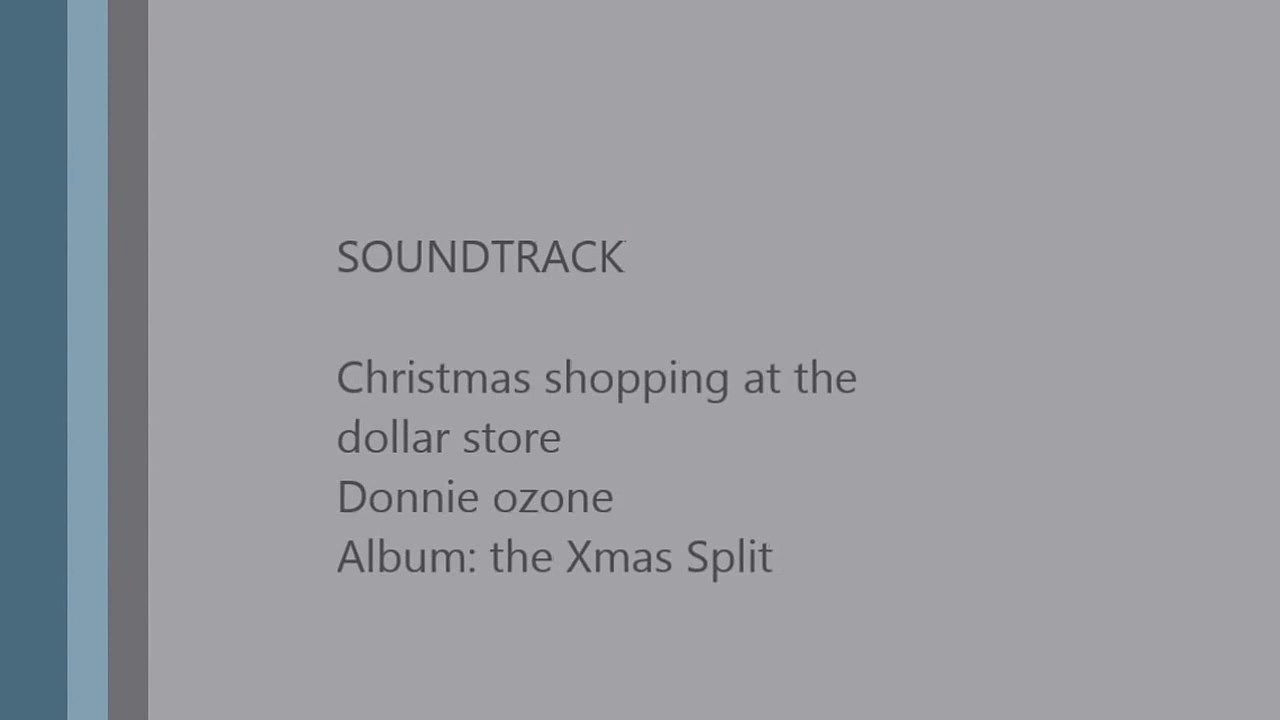 SOUNDTRACK
Christmas shopping at the
dollar store
Donnie ozone
Album: the Xmas Split